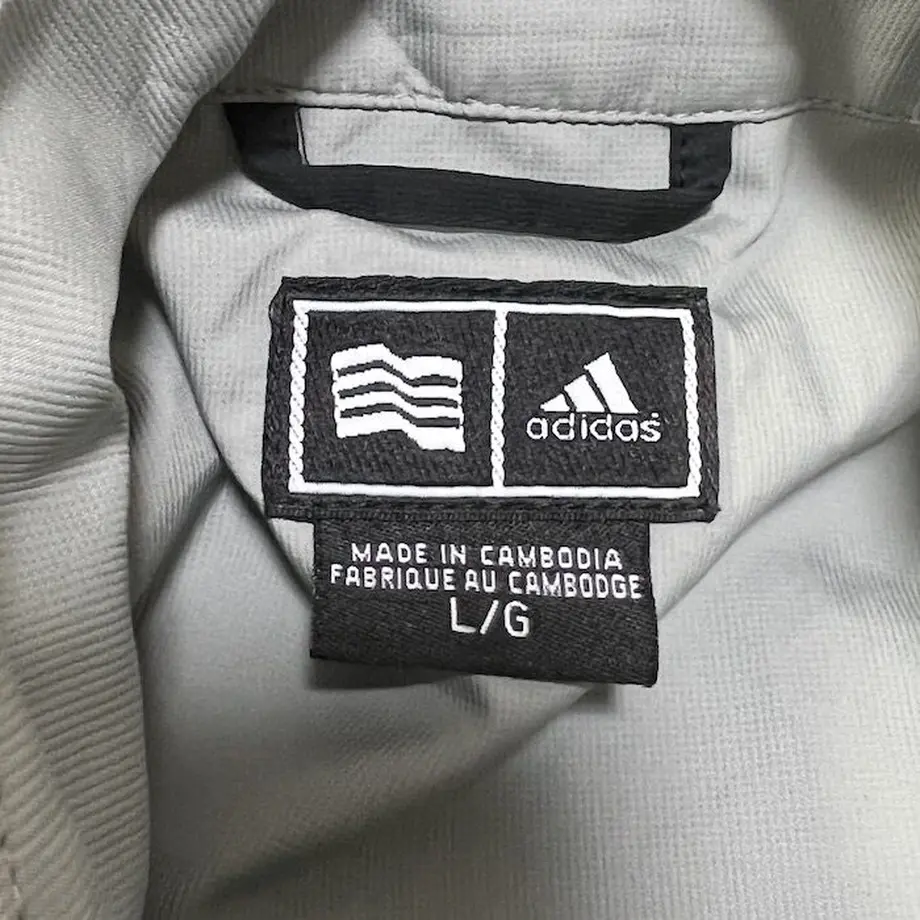 adidas
MADE IN CAMBODIA
FABRIQUE AU CAMBODGE
L/G